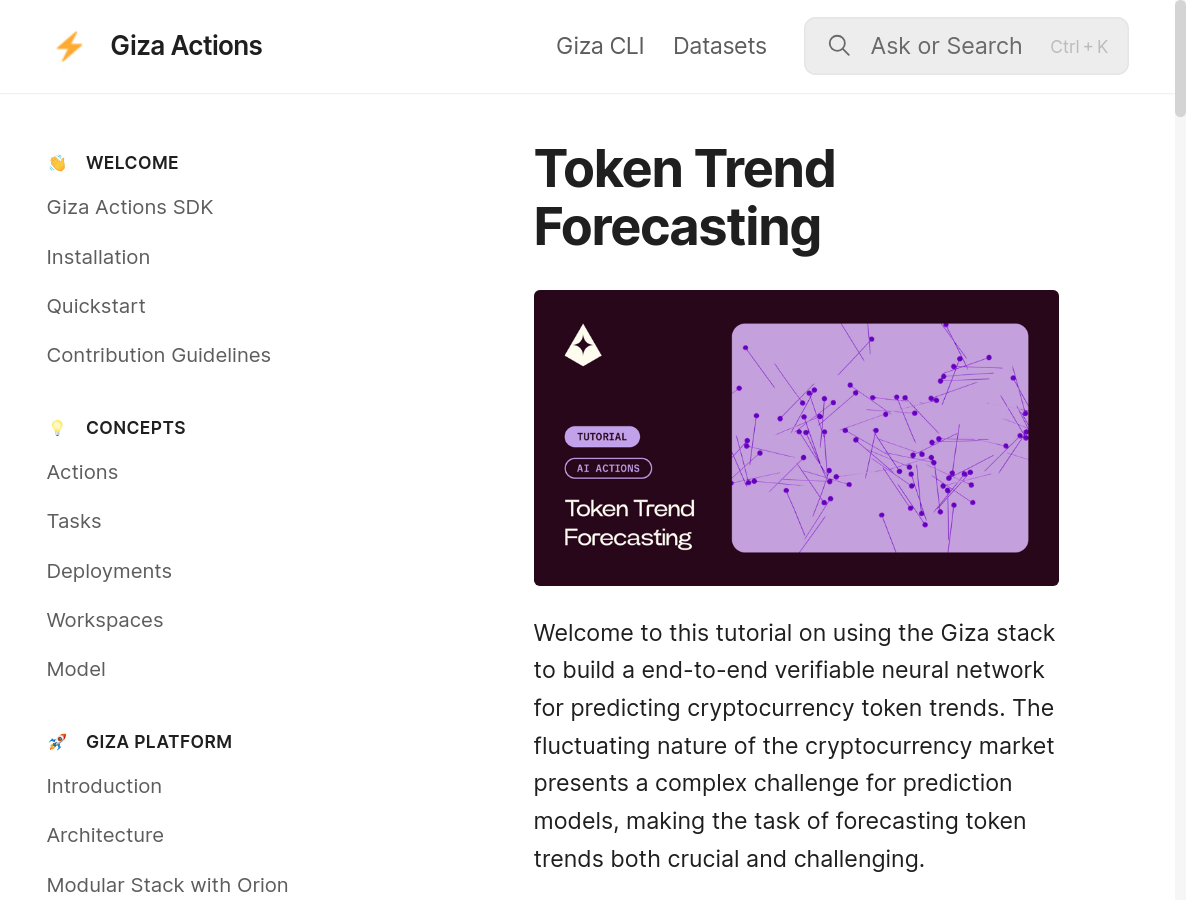 Giza Actions
Giza CLI
Datasets
Ask or Search
Ctrl + K
WELCOME
Giza Actions SDK
Installation
Quickstart
Contribution Guidelines
CONCEPTS
Actions
Tasks
Deployments
Workspaces
Model
GIZA PLATFORM
Introduction
Architecture
Modular Stack with Orion
Token Trend
Forecasting
TUTORIAL
AI ACTIONS
Token Trend
Forecasting
Welcome to this tutorial on using the Giza stack
to build a end-to-end verifiable neural network
for predicting cryptocurrency token trends. The
fluctuating nature of the cryptocurrency market
presents a complex challenge for prediction
models, making the task of forecasting token
trends both crucial and challenging.